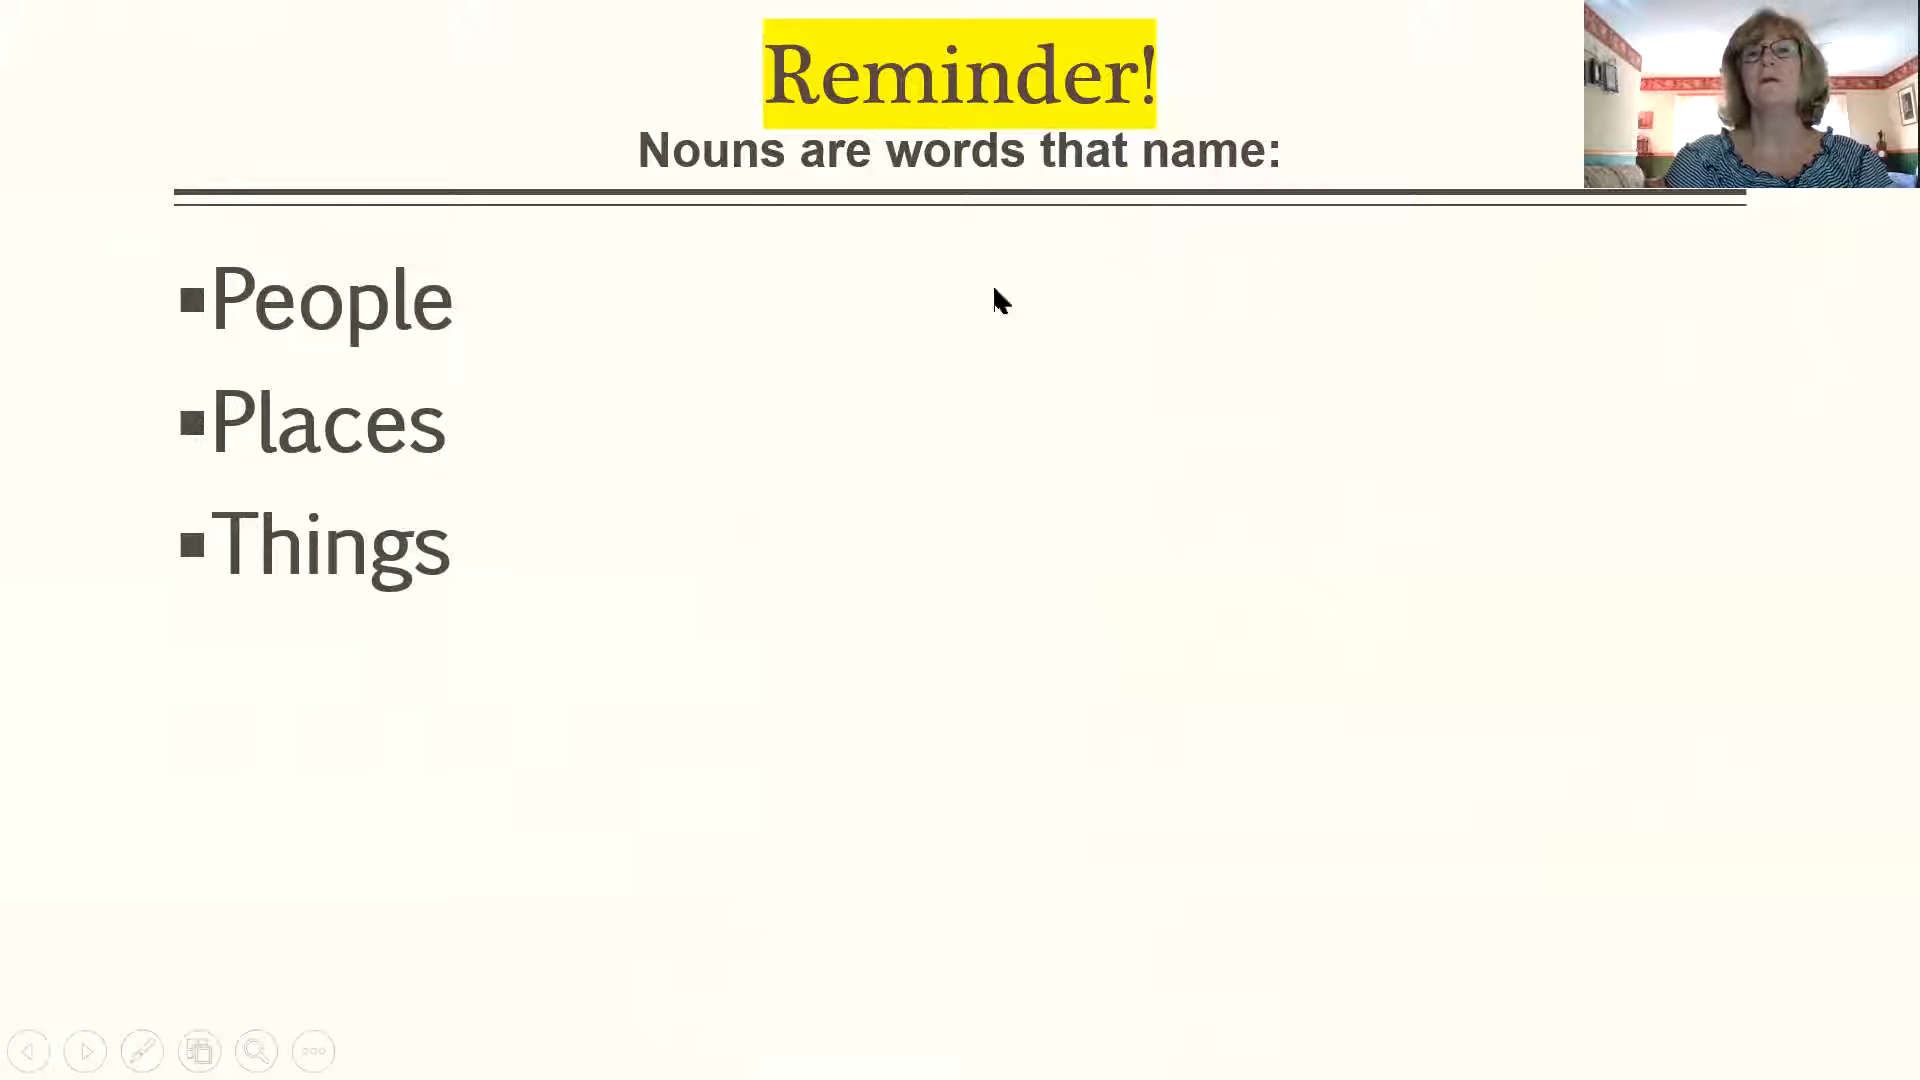 Reminder!
Nouns are words that name:
▪People
▪Places
▪Things